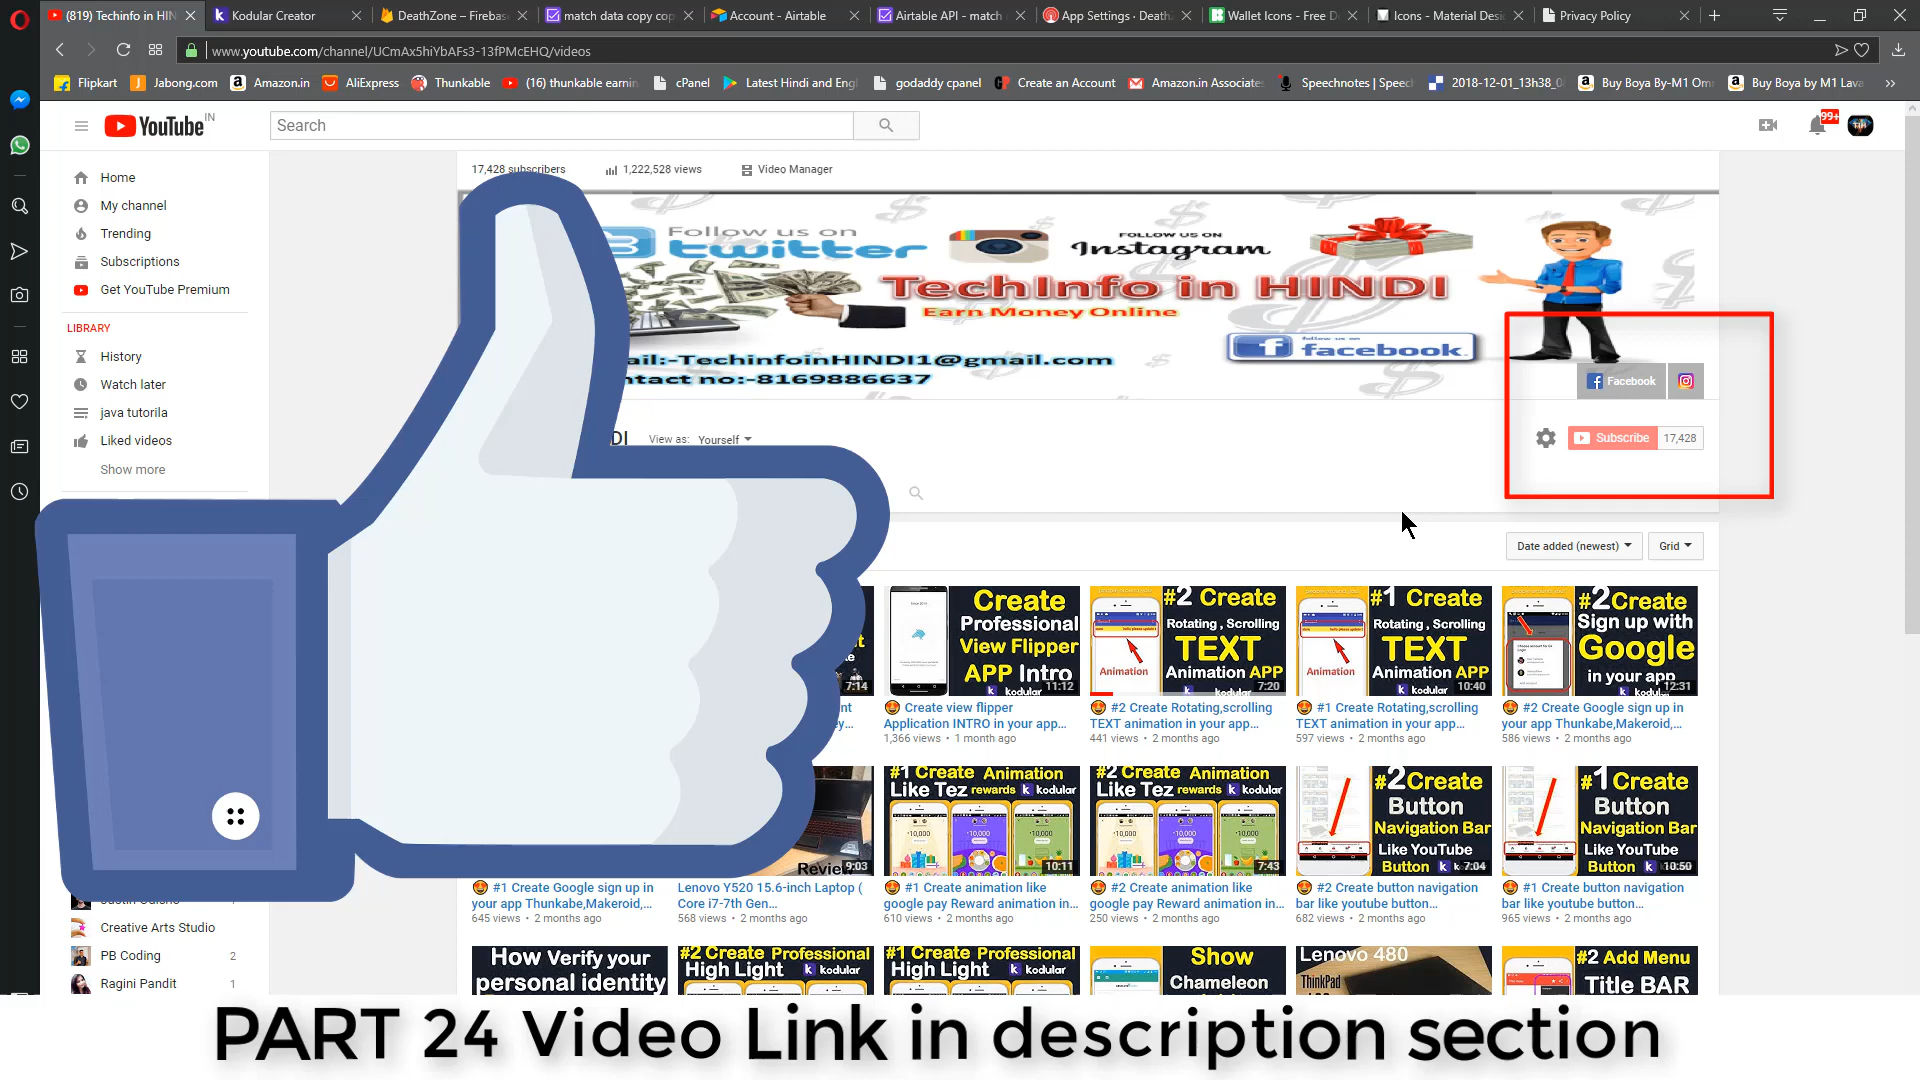 (819) Techinfo in HIN
Kodular Creator
DeathZone – Firebas
match data copy cop
Account - Airtable
Airtable API - match
App Settings · Death
Wallet Icons - Free D
Icons - Material Desi
Privacy Policy
www.youtube.com/channel/UCmAx5hiYbAFs3-13fPMcEHQ/videos
Flipkart
Jabong.com
Amazon.in
AliExpress
Thunkable
(16) thunkable earnin
cPanel
Latest Hindi and Engl
godaddy cpanel
Create an Account
Amazon.in Associates
Speechnotes | Speech
2018-12-01_13h38_0
Buy Boya By-M1 Om
Buy Boya by M1 Lava
YouTube IN
Search
99+
17,428 subscribers
1,222,528 views
Video Manager
Home
My channel
Trending
Subscriptions
Get YouTube Premium
LIBRARY
History
Watch later
java tutorila
Liked videos
Show more
Follow us on
twitter
FOLLOW US ON
Instagram
TechInfo in HINDI
Earn Money Online
follow us on
facebook
ail:-TechinfoinHINDI1@gmail.com
ntact no:-8169886637
Facebook
DI
View as: Yourself
Subscribe 17,428
Date added (newest)
Grid
7:14
Create
Professional
View Flipper
APP Intro
kodular
11:12
#2 Create
Rotating , Scrolling
TEXT
Animation APP
Animation
kodular
7:20
#1 Create
Rotating , Scrolling
TEXT
Animation APP
Animation
kodular
10:40
#2Create
Sign up with
Google
in your app
12:31
Create view flipper
Application INTRO in your app...
1,366 views • 1 month ago
#2 Create Rotating,scrolling
TEXT animation in your app...
441 views • 2 months ago
#1 Create Rotating,scrolling
TEXT animation in your app...
597 views • 2 months ago
#2 Create Google sign up in
your app Thunkabe,Makeroid,...
586 views • 2 months ago
Review
9:03
#1 Create Animation
Like Tez rewards kodular
10,000
10:11
#2 Create Animation
Like Tez rewards kodular
10,000
7:43
#2Create
Button
Navigation Bar
Like YouTube
Button
7:04
#1Create
Button
Navigation Bar
Like YouTube
Button
10:50
#1 Create Google sign up in
your app Thunkabe,Makeroid,...
645 views • 2 months ago
Lenovo Y520 15.6-inch Laptop (
Core i7-7th Gen...
568 views • 2 months ago
#1 Create animation like
google pay Reward animation in...
610 views • 2 months ago
#2 Create animation like
google pay Reward animation in...
250 views • 2 months ago
#2 Create button navigation
bar like youtube button...
682 views • 2 months ago
#1 Create button navigation
bar like youtube button...
965 views • 2 months ago
Creative Arts Studio
PB Coding 2
Ragini Pandit 1
How Verify your
personal identity
#2 Create Professional
High Light kodular
#1 Create Professional
High Light kodular
Show
Chameleon
Lenovo 480
ThinkPad
#2 Add Menu
Title BAR
PART 24 Video Link in description section